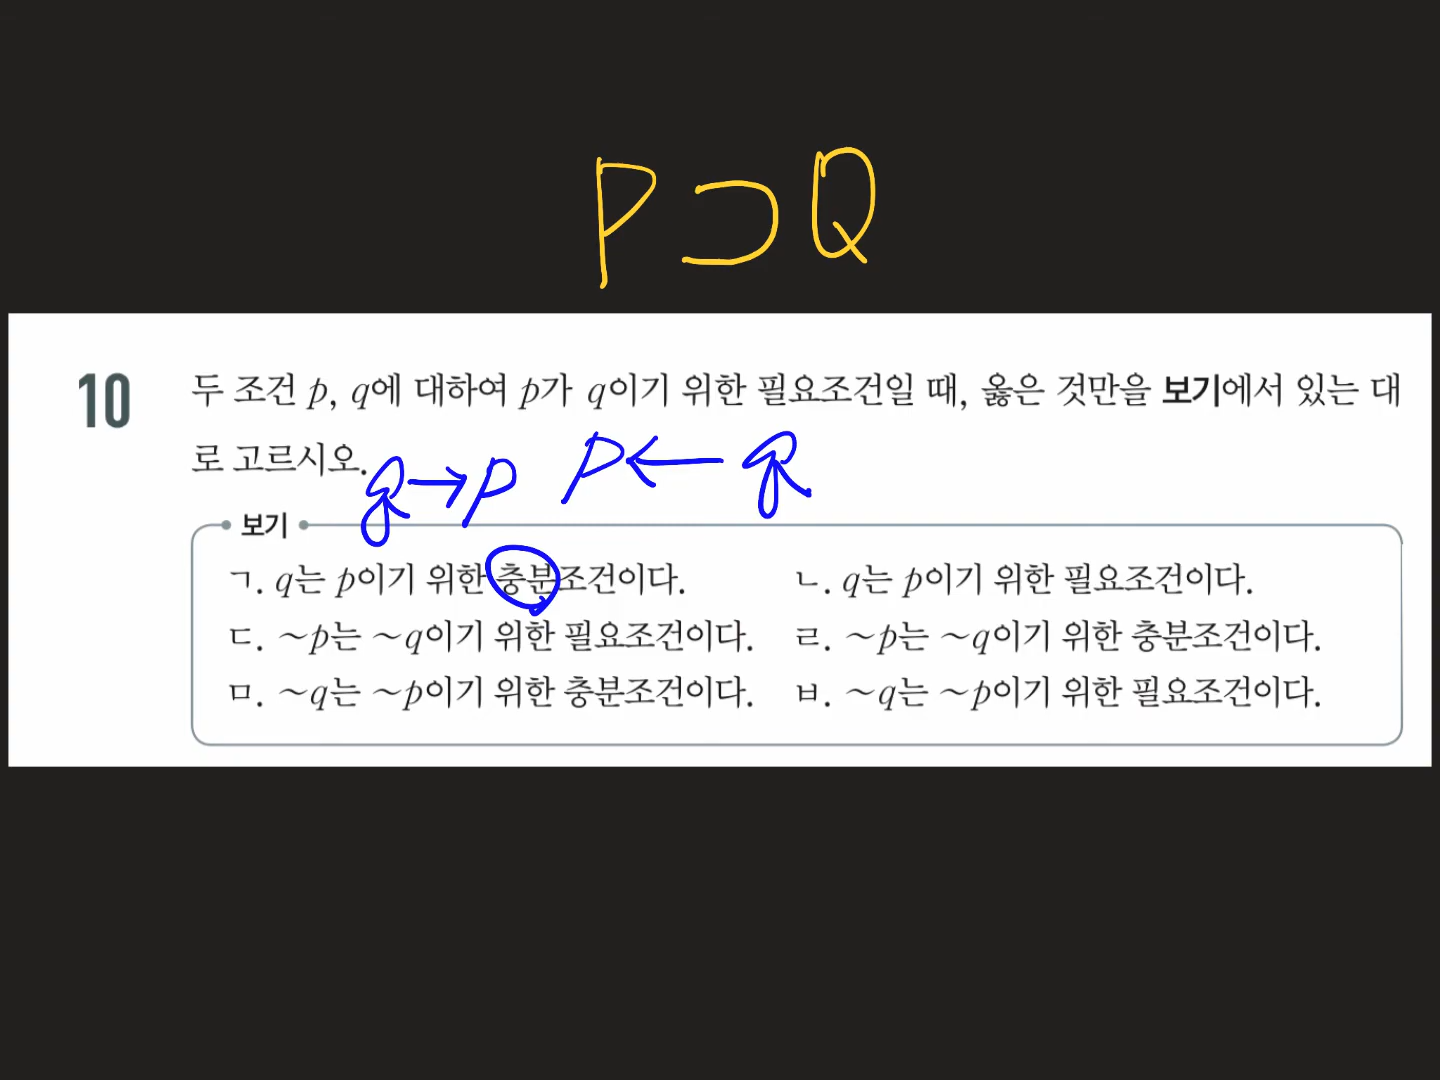 P ⊃ Q
10 두 조건 p, q에 대하여 p가 q이기 위한 필요조건일 때, 옳은 것만을 보기에서 있는 대
로 고르시오.
q → p P ← q
보기
ㄱ. q는 p이기 위한 충분조건이다. ㄴ. q는 p이기 위한 필요조건이다.
ㄷ. ~p는 ~q이기 위한 필요조건이다. ㄹ. ~p는 ~q이기 위한 충분조건이다.
ㅁ. ~q는 ~p이기 위한 충분조건이다. ㅂ. ~q는 ~p이기 위한 필요조건이다.